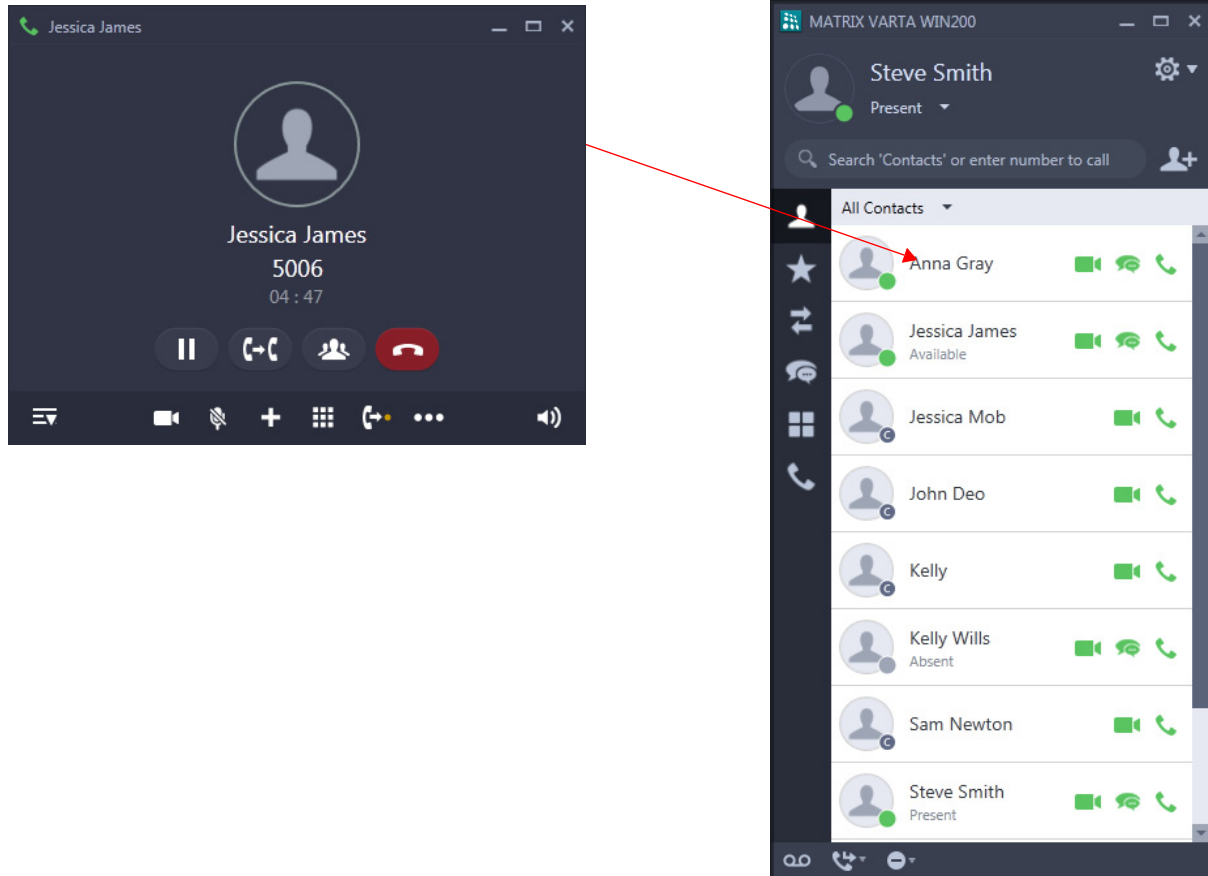 Jessica James
Jessica James
5006
04 : 47
MATRIX VARTA WIN200
Steve Smith
Present
Search 'Contacts' or enter number to call
All Contacts
Anna Gray
Jessica James
Available
Jessica Mob
C
John Deo
C
Kelly
C
Kelly Wills
Absent
Sam Newton
C
Steve Smith
Present